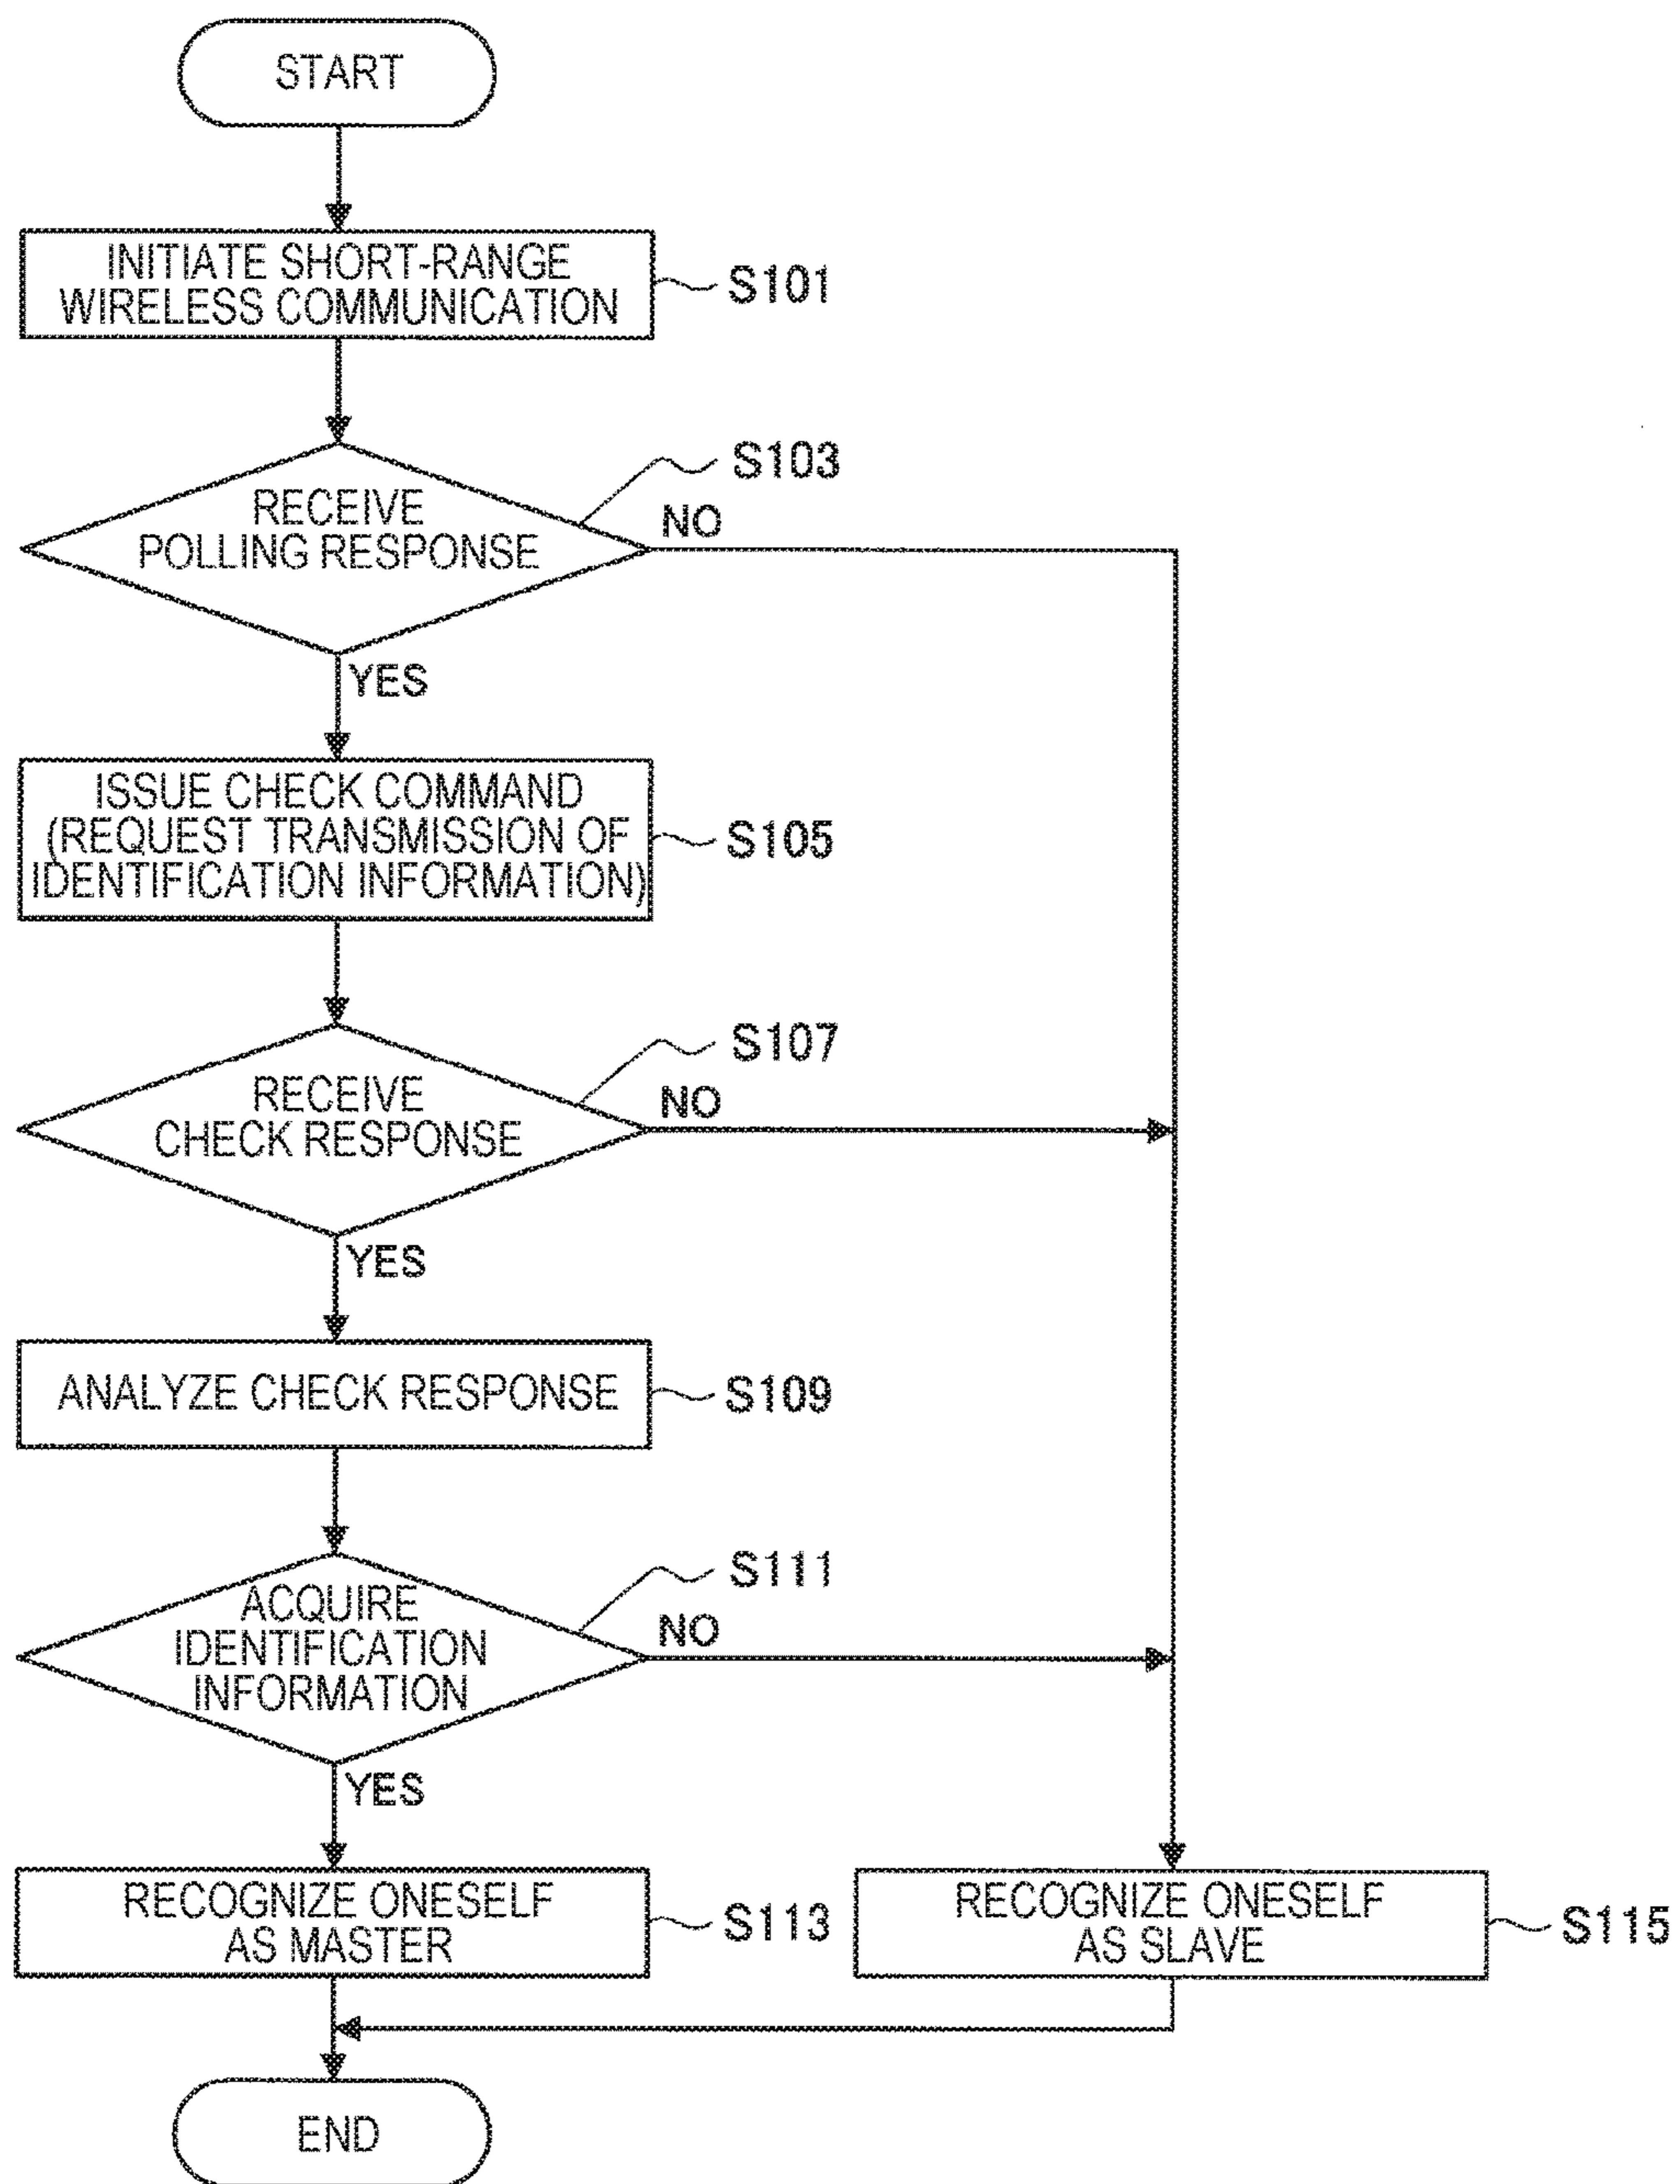 START
INITIATE SHORT-RANGE
WIRELESS COMMUNICATION
S101
RECEIVE
POLLING RESPONSE
S103
NO
YES
ISSUE CHECK COMMAND
(REQUEST TRANSMISSION OF
IDENTIFICATION INFORMATION)
S105
RECEIVE
CHECK RESPONSE
S107
NO
YES
ANALYZE CHECK RESPONSE
S109
ACQUIRE
IDENTIFICATION
INFORMATION
S111
NO
YES
RECOGNIZE ONESELF
AS MASTER
S113
RECOGNIZE ONESELF
AS SLAVE
S115
END